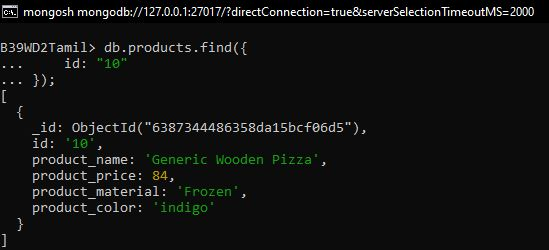 mongosh mongodb://127.0.0.1:27017/?directConnection=true&serverSelectionTimeoutMS=2000
B39WD2Tamil> db.products.find({
...     id: "10"
... });
[
  {
    _id: ObjectId("6387344486358da15bcf06d5"),
    id: '10',
    product_name: 'Generic Wooden Pizza',
    product_price: 84,
    product_material: 'Frozen',
    product_color: 'indigo'
  }
]